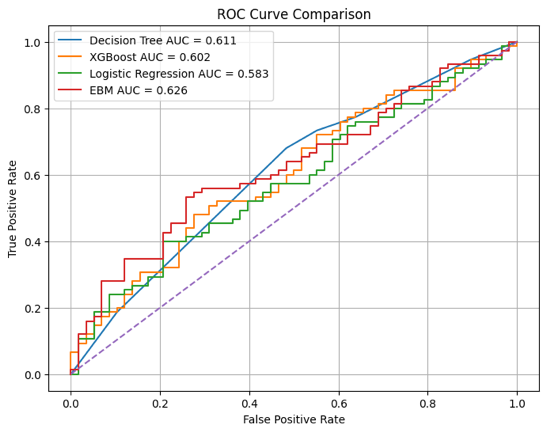 ROC Curve Comparison
Decision Tree AUC = 0.611
XGBoost AUC = 0.602
Logistic Regression AUC = 0.583
EBM AUC = 0.626
True Positive Rate
1.0
0.8
0.6
0.4
0.2
0.0
0.0 0.2 0.4 0.6 0.8 1.0
False Positive Rate